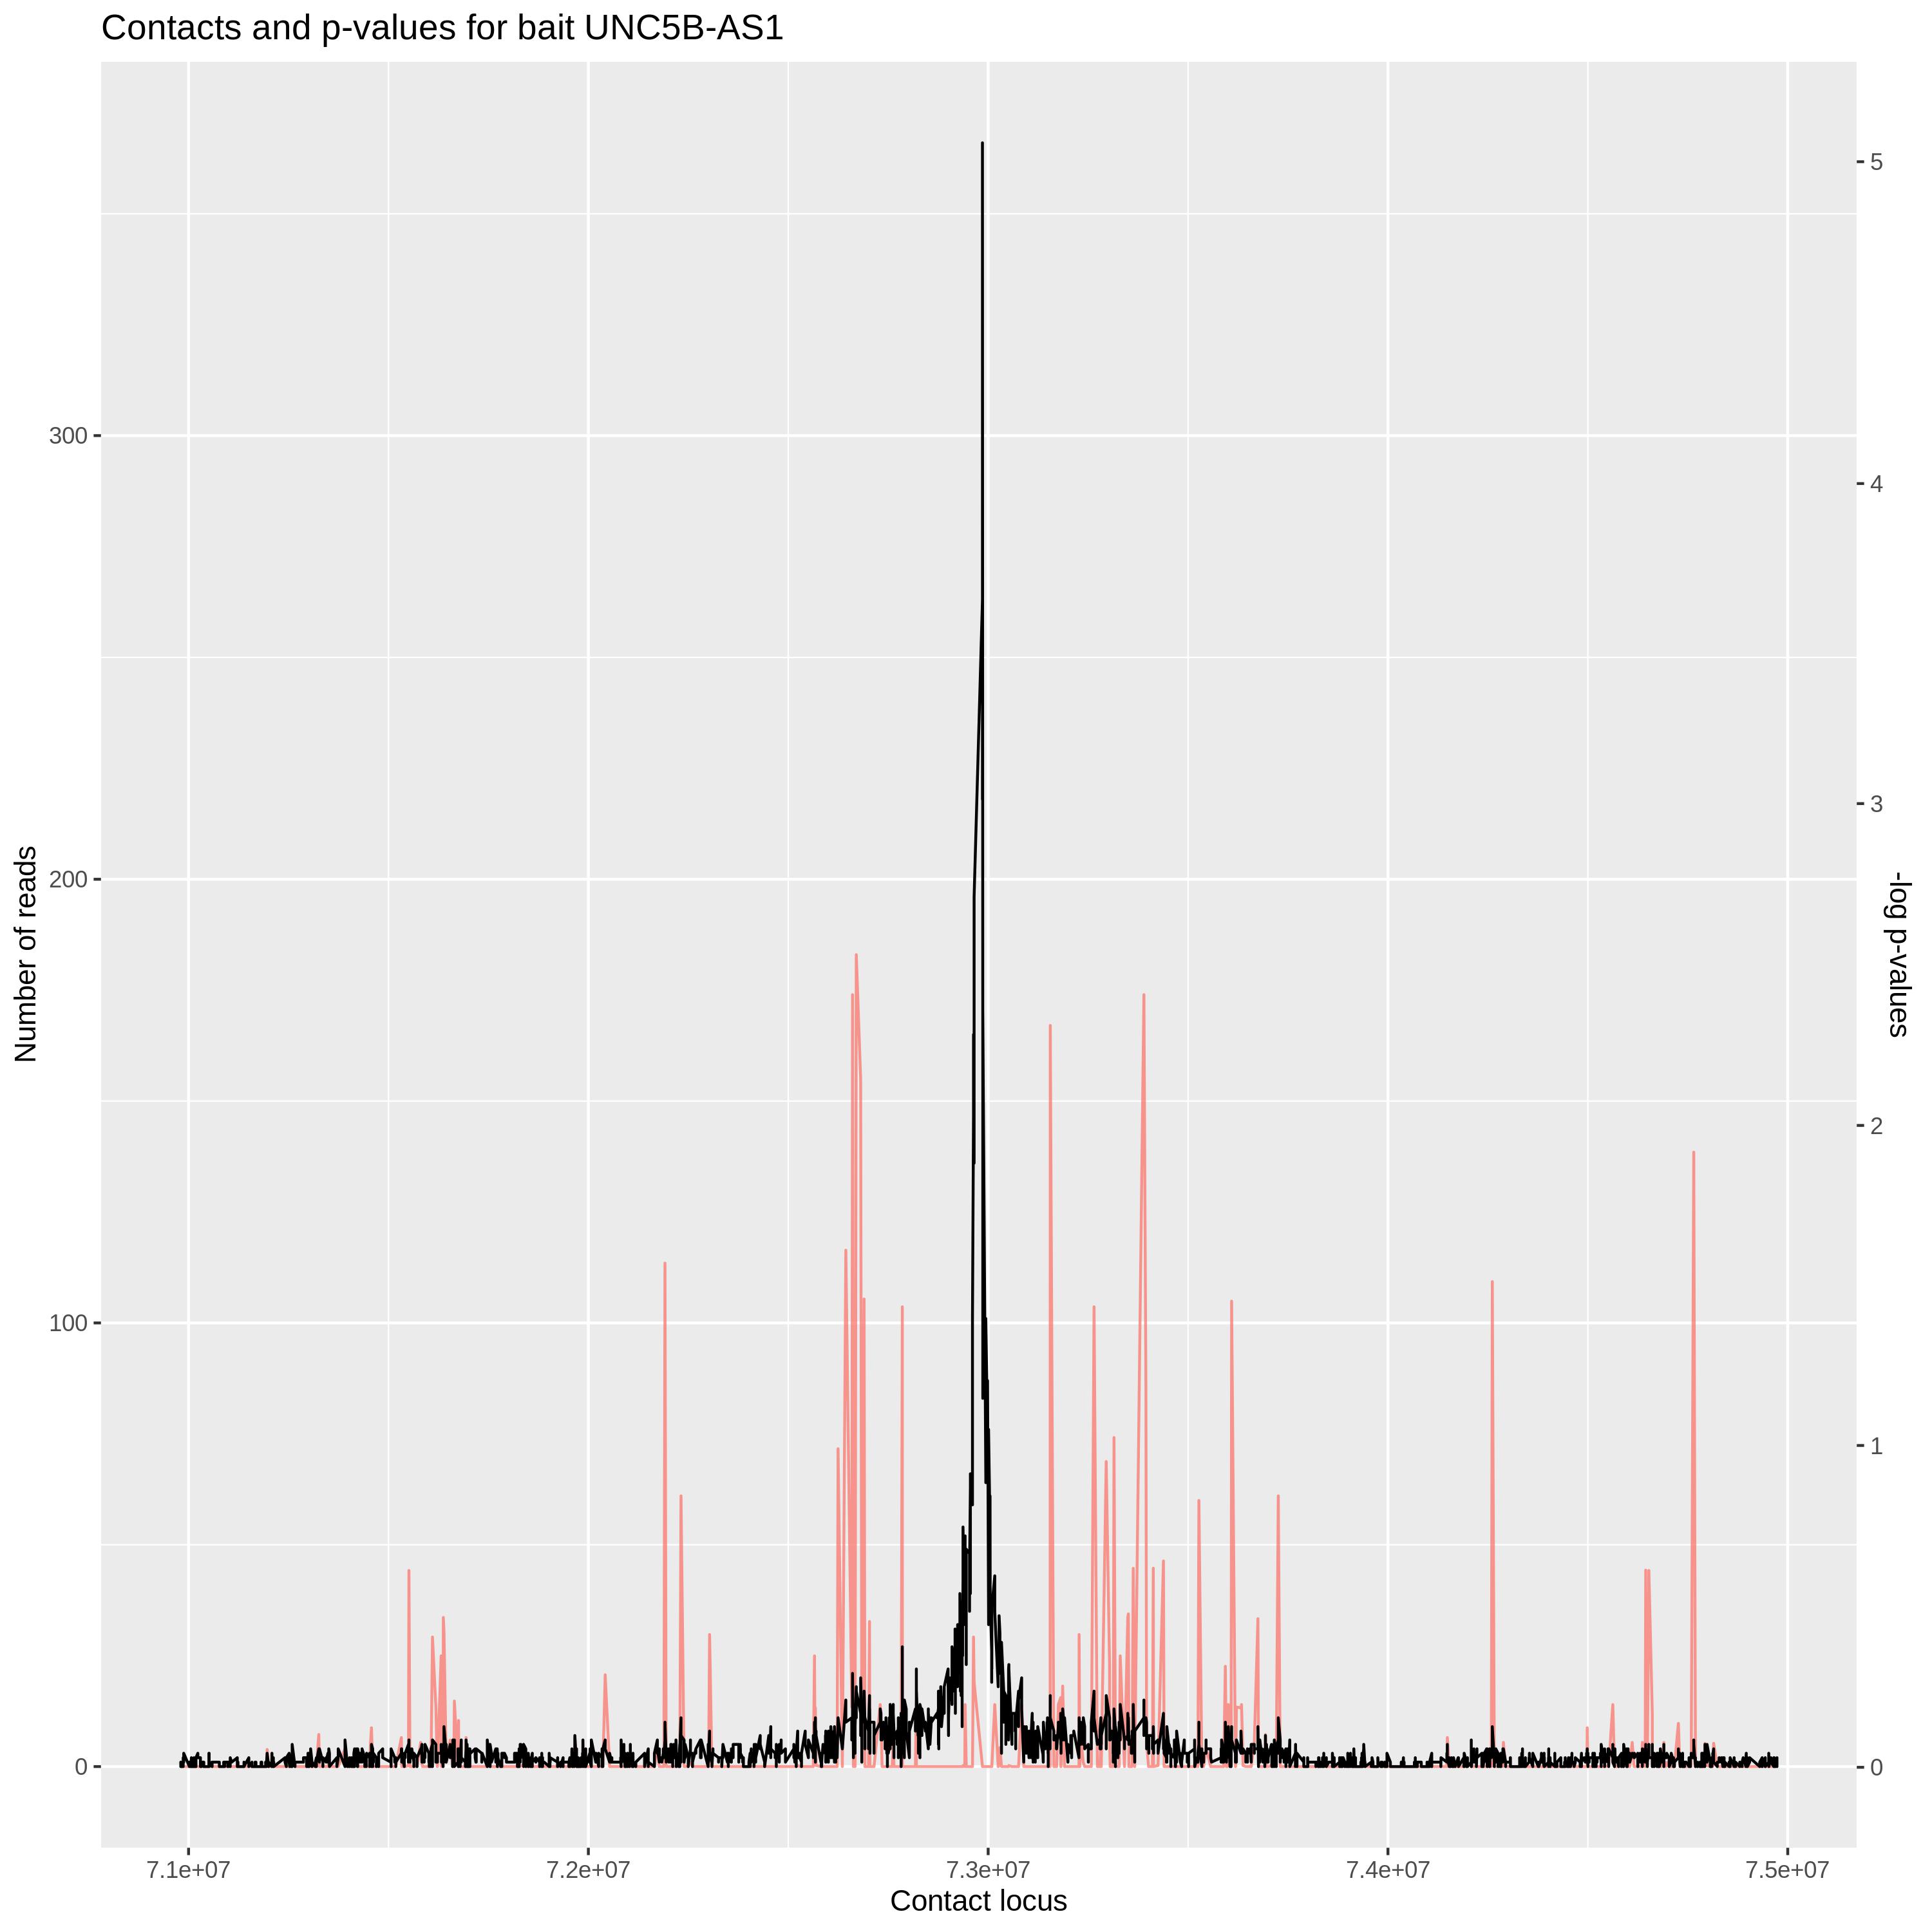 Contacts and p-values for bait UNC5B-AS1
300
200
100
0
Number of reads
5
4
3
2
1
0
-log p-values
7.1e+07 7.2e+07 7.3e+07 7.4e+07 7.5e+07
Contact locus